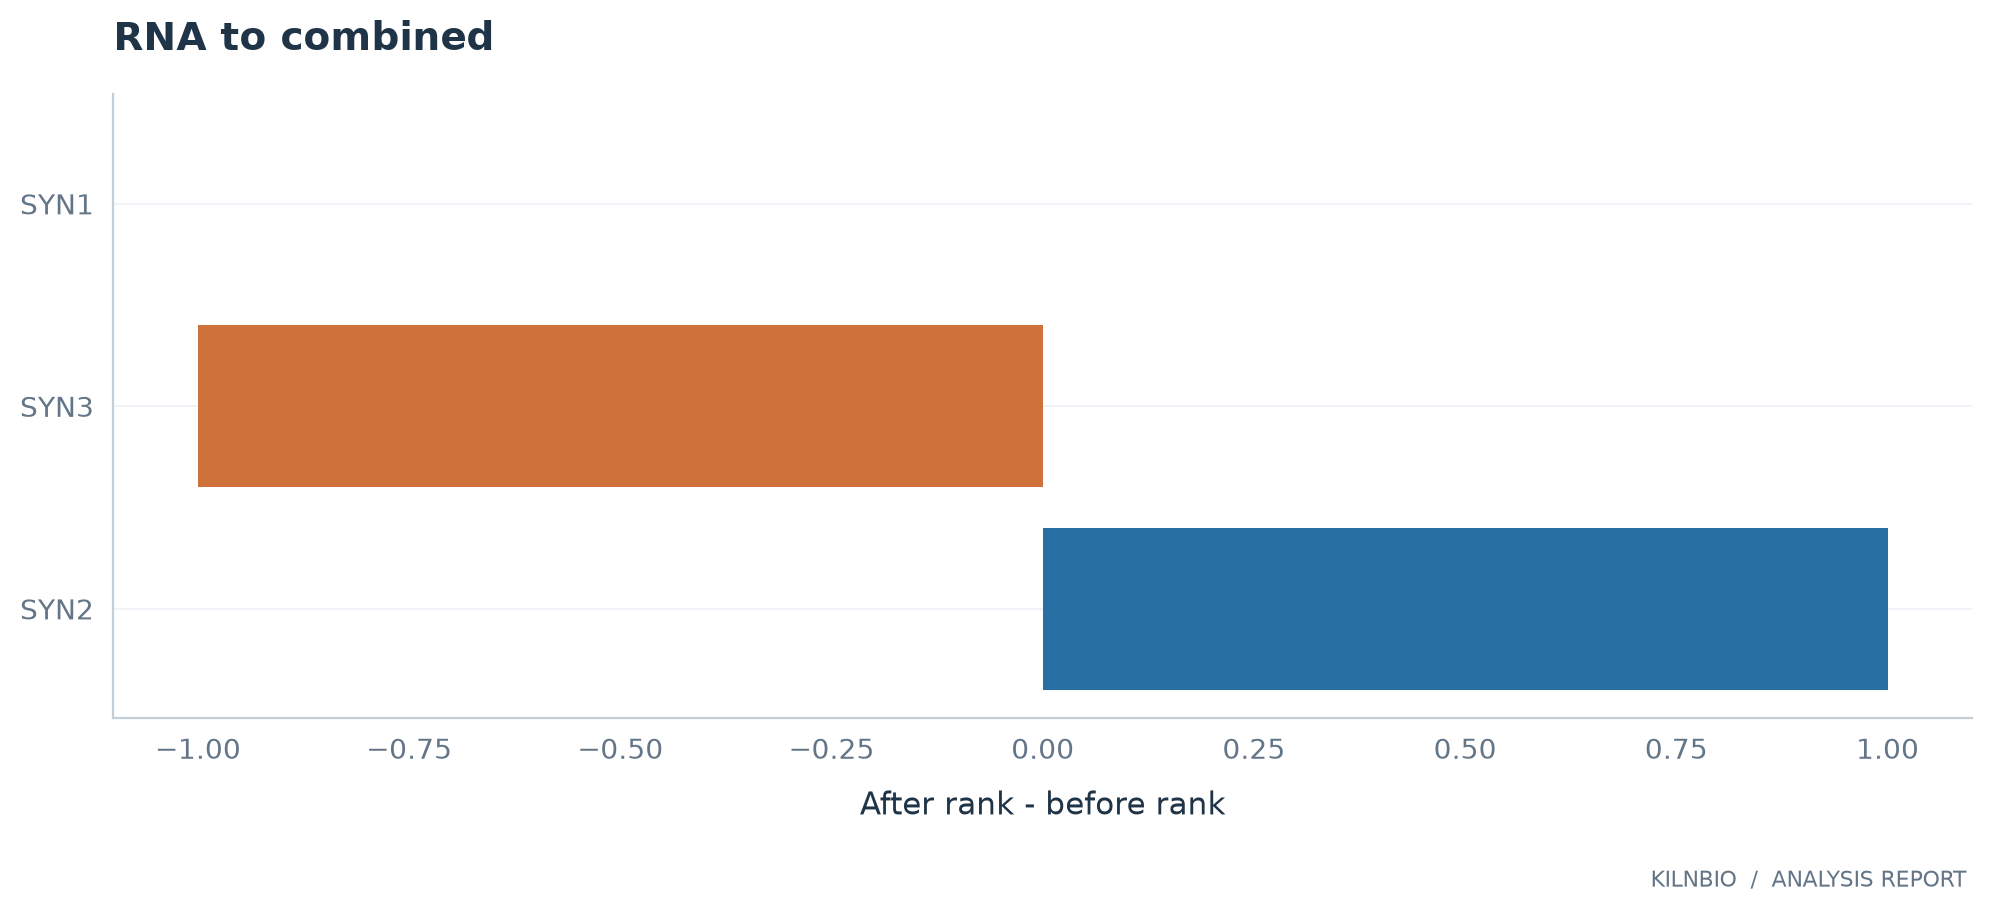 RNA to combined
SYN1
SYN3
SYN2
−1.00 −0.75 −0.50 −0.25 0.00 0.25 0.50 0.75 1.00
After rank - before rank
KILNBIO / ANALYSIS REPORT